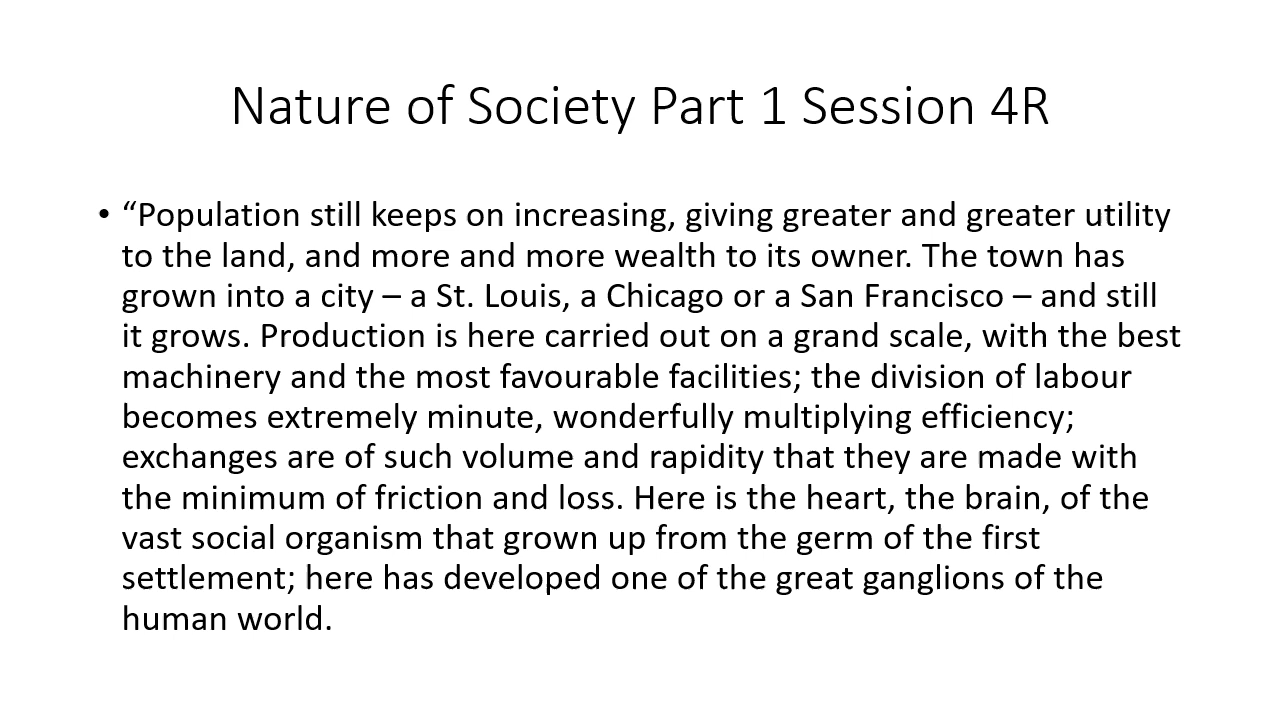 Nature of Society Part 1 Session 4R
• “Population still keeps on increasing, giving greater and greater utility
to the land, and more and more wealth to its owner. The town has
grown into a city – a St. Louis, a Chicago or a San Francisco – and still
it grows. Production is here carried out on a grand scale, with the best
machinery and the most favourable facilities; the division of labour
becomes extremely minute, wonderfully multiplying efficiency;
exchanges are of such volume and rapidity that they are made with
the minimum of friction and loss. Here is the heart, the brain, of the
vast social organism that grown up from the germ of the first
settlement; here has developed one of the great ganglions of the
human world.